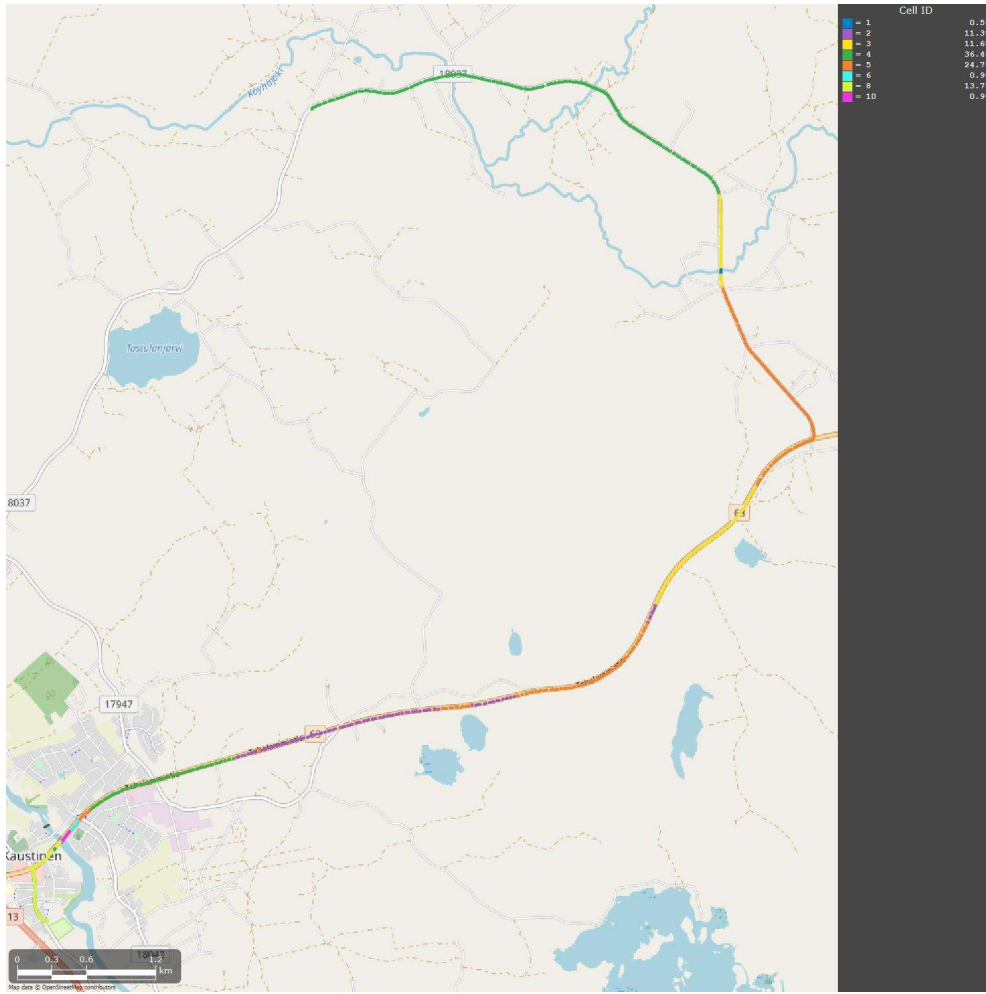 Cell ID
= 1 0.5
= 2 11.3
= 3 11.6
= 4 36.4
= 5 24.7
= 6 0.9
= 8 13.7
= 10 0.9
18037
Köyhäjoki
Tastulanjärvi
8037
63
17947
63
Kaustinen
13
18047
0 0.3 0.6 1.2
km
Map data © OpenStreetMap contributors